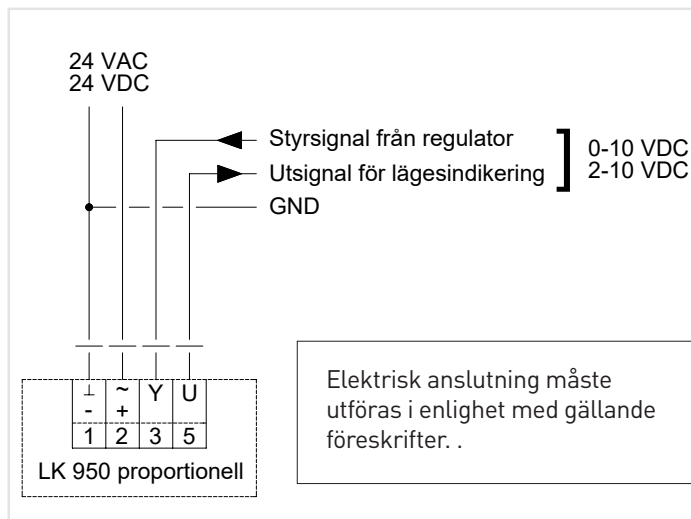 24 VAC
24 VDC
Styrsignal från regulator
Utsignal för lägesindikering
GND
0-10 VDC
2-10 VDC
⊥ ~ Y U
- +
1 2 3 5
LK 950 proportionell
Elektrisk anslutning måste
utföras i enlighet med gällande
föreskrifter. .